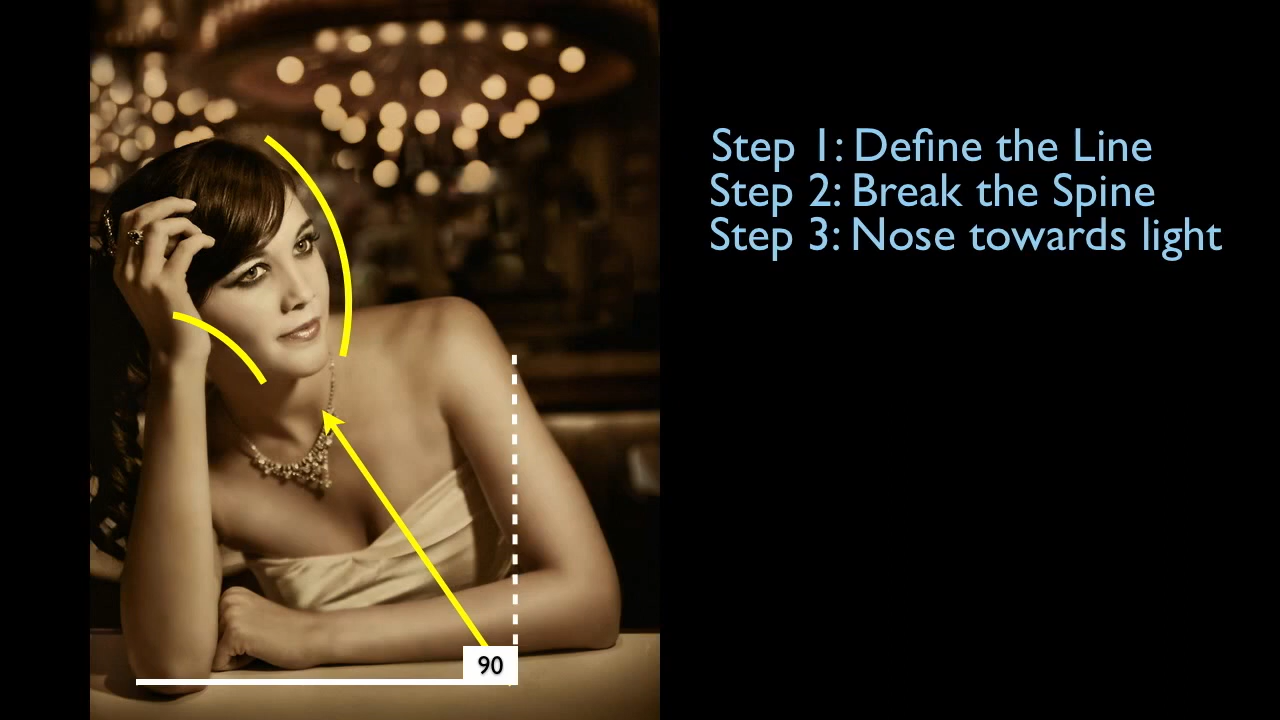 Step 1: Define the Line
Step 2: Break the Spine
Step 3: Nose towards light
90